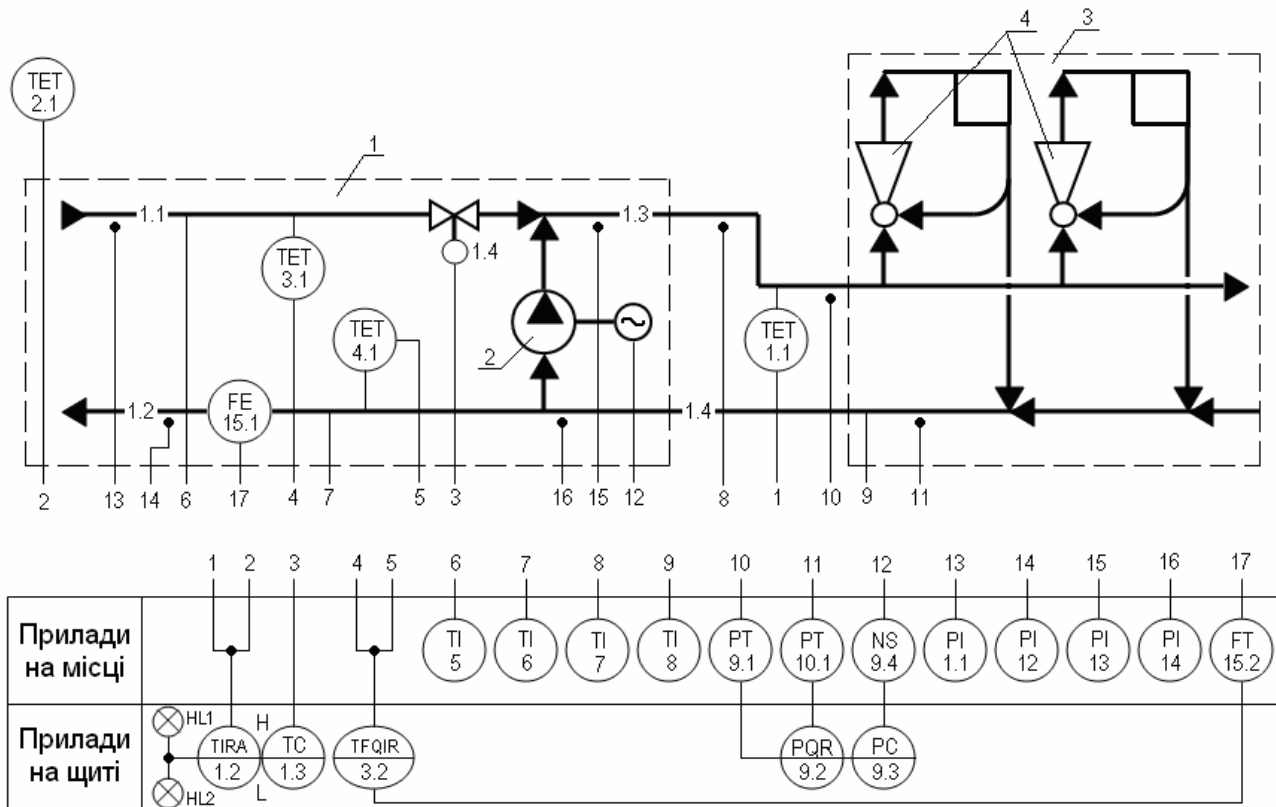 4
3
TET
2.1
1
1.1
1.3
TET
3.1
1.4
TET
4.1
2
TET
1.1
1.2
FE
15.1
1.4
2
13
14
6
17
4
7
5
3
16
15
12
8
1
10
9
11
1 2 3 4 5 6 7 8 9 10 11 12 13 14 15 16 17
Прилади
на місці
TI
5
TI
6
TI
7
TI
8
PT
9.1
PT
10.1
NS
9.4
PI
1.1
PI
12
PI
13
PI
14
FT
15.2
Прилади
на щиті
HL1
HL2
TIRA
1.2
H
L
TC
1.3
TFQIR
3.2
PQR
9.2
PC
9.3